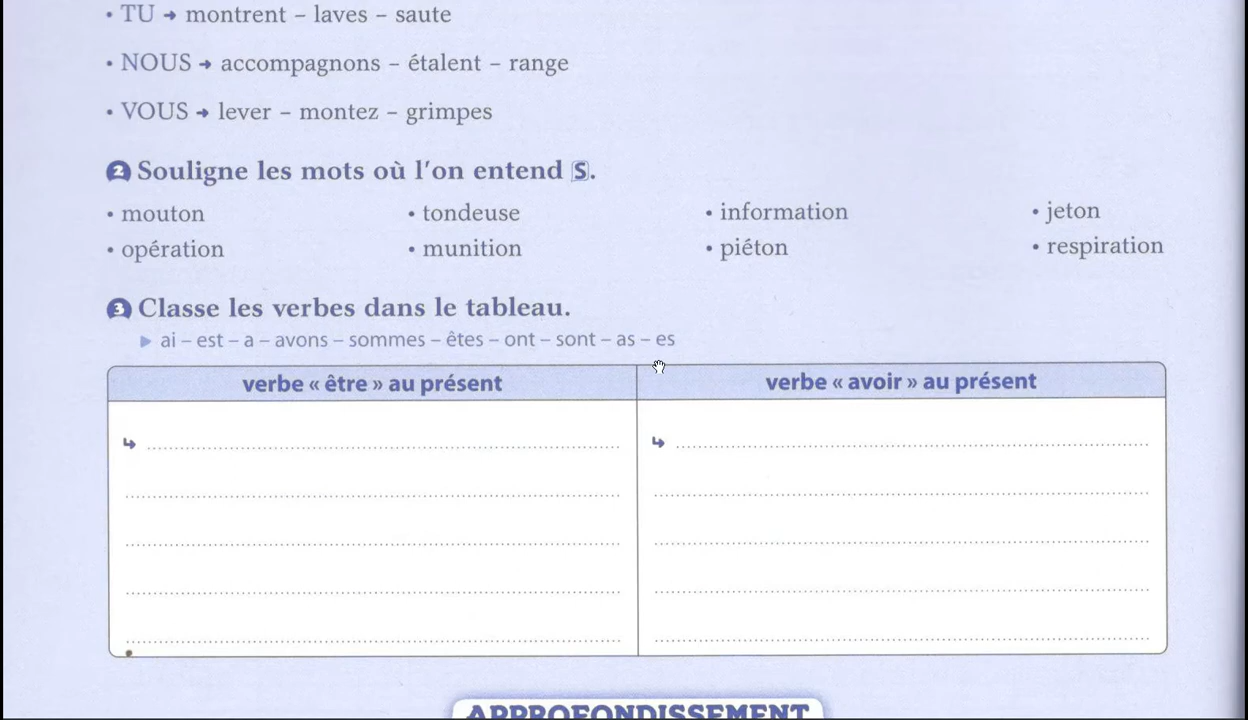 • TU → montrent – laves – saute
• NOUS → accompagnons – étalent – range
• VOUS → lever – montez – grimpes
2 Souligne les mots où l'on entend S.
• mouton • tondeuse • information • jeton
• opération • munition • piéton • respiration
3 Classe les verbes dans le tableau.
► ai – est – a – avons – sommes – êtes – ont – sont – as – es
verbe « être » au présent verbe « avoir » au présent
APPROFONDISSEMENT